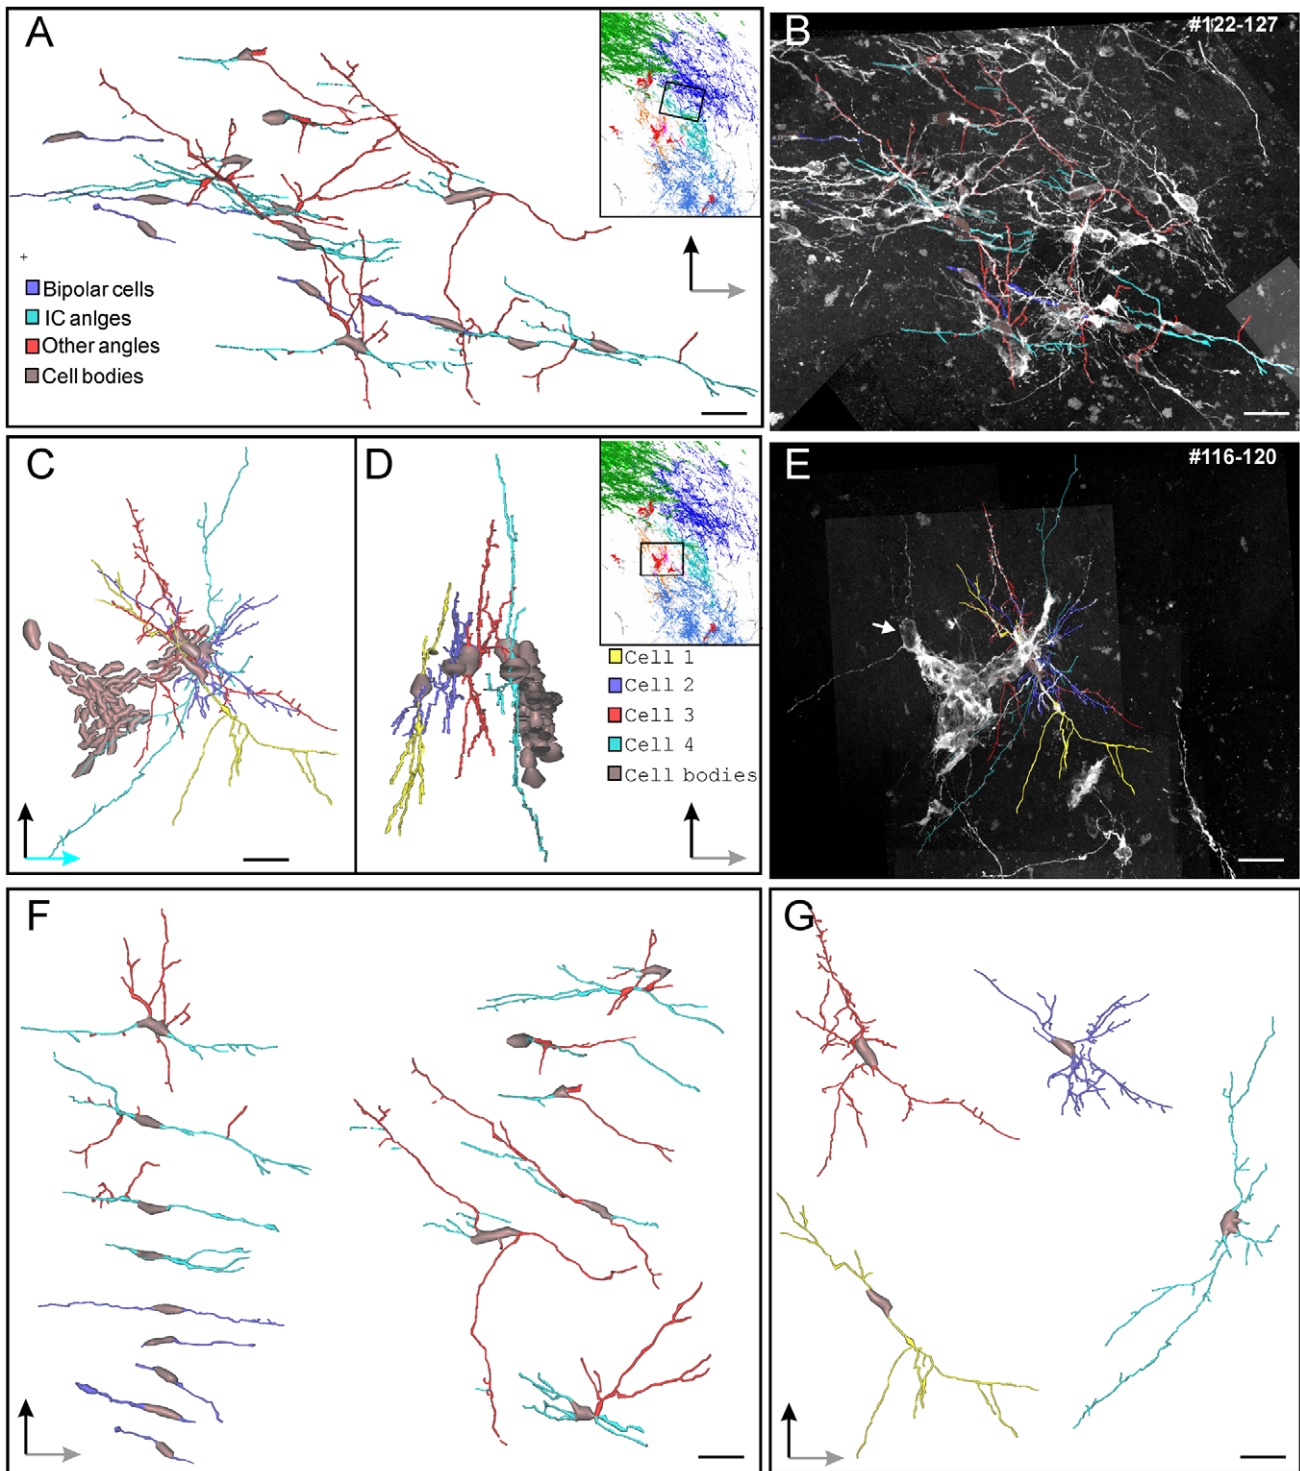 A
Bipolar cells
IC anlges
Other angles
Cell bodies
B
#122-127
C
D
Cell 1
Cell 2
Cell 3
Cell 4
Cell bodies
E
#116-120
F
G